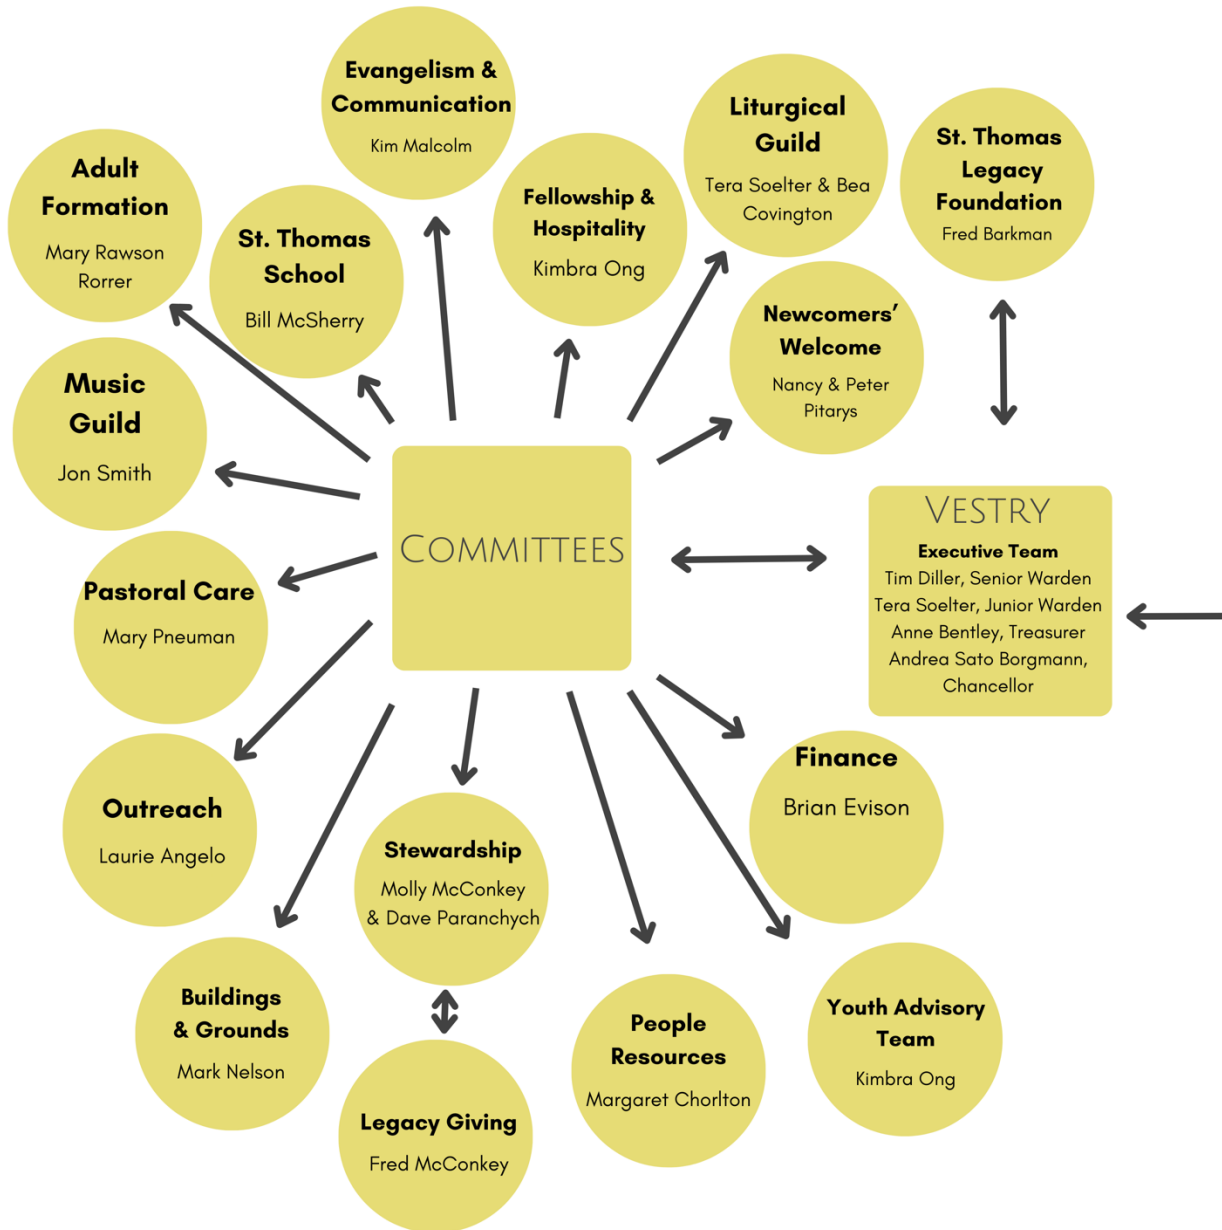 Evangelism &
Communication
Kim Malcolm
Liturgical
Guild
Tera Soelter & Bea
Covington
St. Thomas
Legacy
Foundation
Fred Barkman
Adult
Formation
Mary Rawson
Rorrer
St. Thomas
School
Bill McSherry
Fellowship &
Hospitality
Kimbra Ong
Newcomers’
Welcome
Nancy & Peter
Pitarys
Music
Guild
Jon Smith
COMMITTEES
VESTRY
Executive Team
Tim Diller, Senior Warden
Tera Soelter, Junior Warden
Anne Bentley, Treasurer
Andrea Sato Borgmann,
Chancellor
Pastoral Care
Mary Pneuman
Outreach
Laurie Angelo
Finance
Brian Evison
Stewardship
Molly McConkey
& Dave Paranchych
Buildings
& Grounds
Mark Nelson
Legacy Giving
Fred McConkey
People
Resources
Margaret Chorlton
Youth Advisory
Team
Kimbra Ong